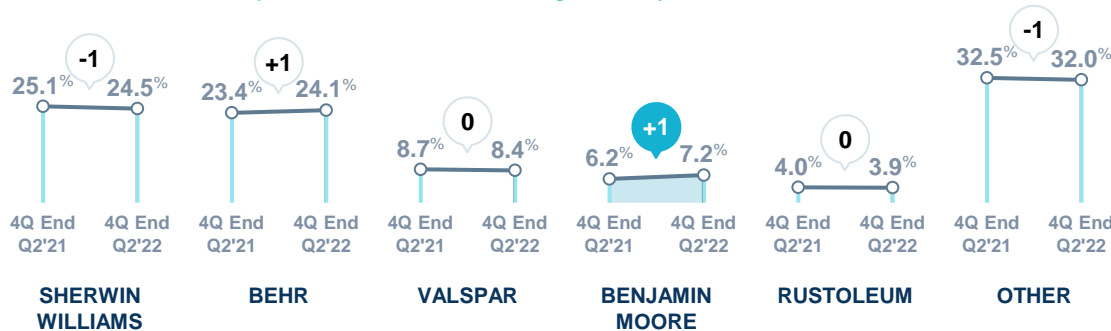 -1
25.1% 24.5%
4Q End Q2'21
4Q End Q2'22
SHERWIN WILLIAMS
+1
23.4% 24.1%
4Q End Q2'21
4Q End Q2'22
BEHR
0
8.7% 8.4%
4Q End Q2'21
4Q End Q2'22
VALSPAR
+1
6.2% 7.2%
4Q End Q2'21
4Q End Q2'22
BENJAMIN MOORE
0
4.0% 3.9%
4Q End Q2'21
4Q End Q2'22
RUSTOLEUM
-1
32.5% 32.0%
4Q End Q2'21
4Q End Q2'22
OTHER